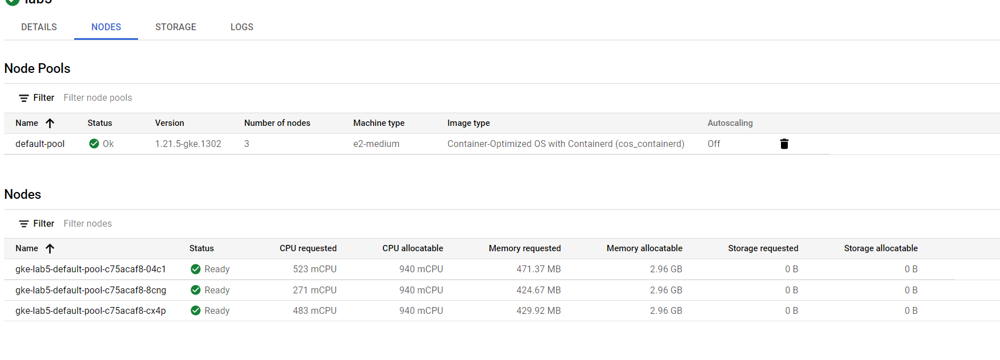 lab5
DETAILS NODES STORAGE LOGS
Node Pools
Filter Filter node pools
Name Status Version Number of nodes Machine type Image type Autoscaling
default-pool Ok 1.21.5-gke.1302 3 e2-medium Container-Optimized OS with Containerd (cos_containerd) Off
Nodes
Filter Filter nodes
Name Status CPU requested CPU allocatable Memory requested Memory allocatable Storage requested Storage allocatable
gke-lab5-default-pool-c75acaf8-04c1 Ready 523 mCPU 940 mCPU 471.37 MB 2.96 GB 0 B 0 B
gke-lab5-default-pool-c75acaf8-8cng Ready 271 mCPU 940 mCPU 424.67 MB 2.96 GB 0 B 0 B
gke-lab5-default-pool-c75acaf8-cx4p Ready 483 mCPU 940 mCPU 429.92 MB 2.96 GB 0 B 0 B